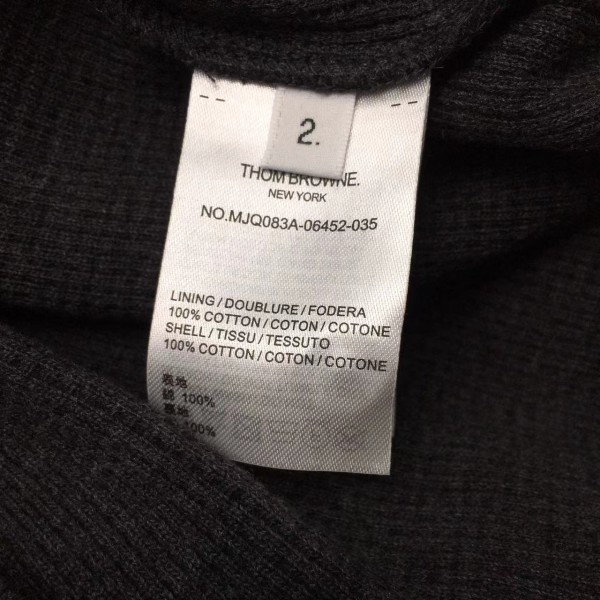 2.
THOM BROWNE.
NEW YORK
NO.MJQ083A-06452-035
LINING / DOUBLURE / FODERA
100% COTTON / COTON / COTONE
SHELL / TISSU / TESSUTO
100% COTTON / COTON / COTONE
表地
綿 100%
裏地
100%